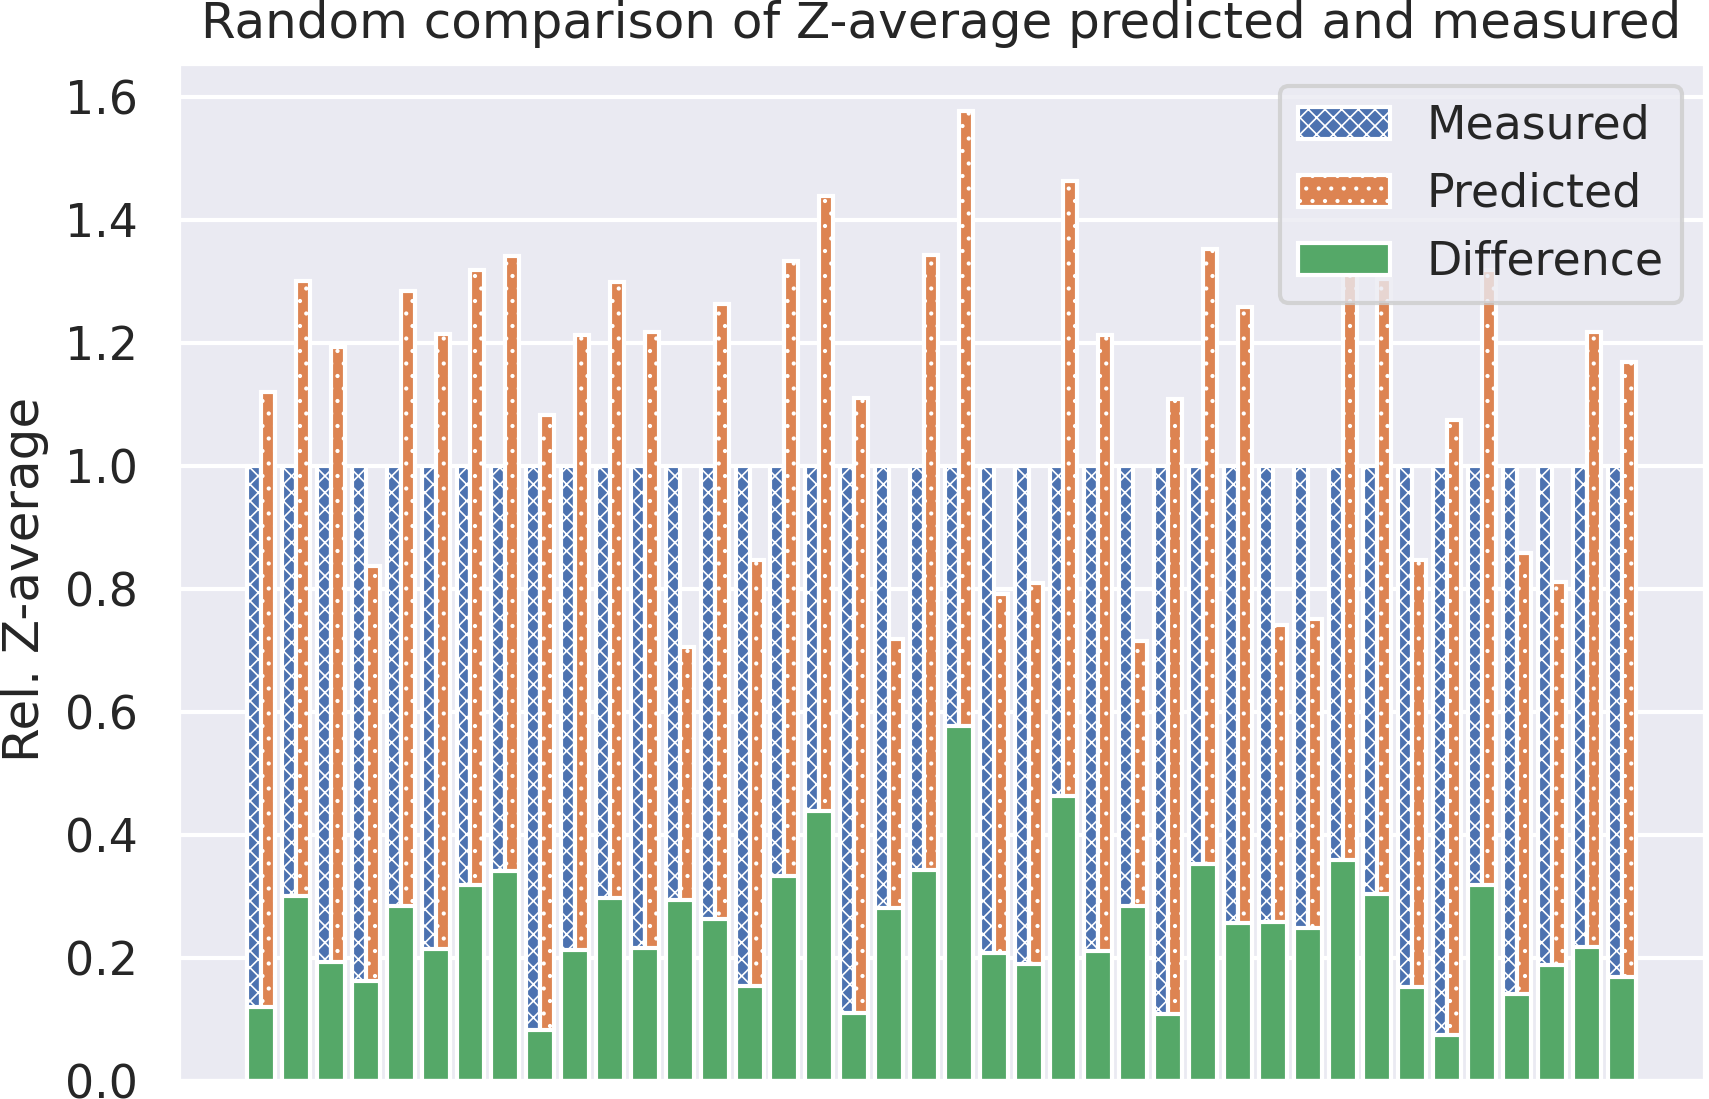 Random comparison of Z-average predicted and measured
Rel. Z-average
1.6
1.4
1.2
1.0
0.8
0.6
0.4
0.2
0.0
Measured
Predicted
Difference